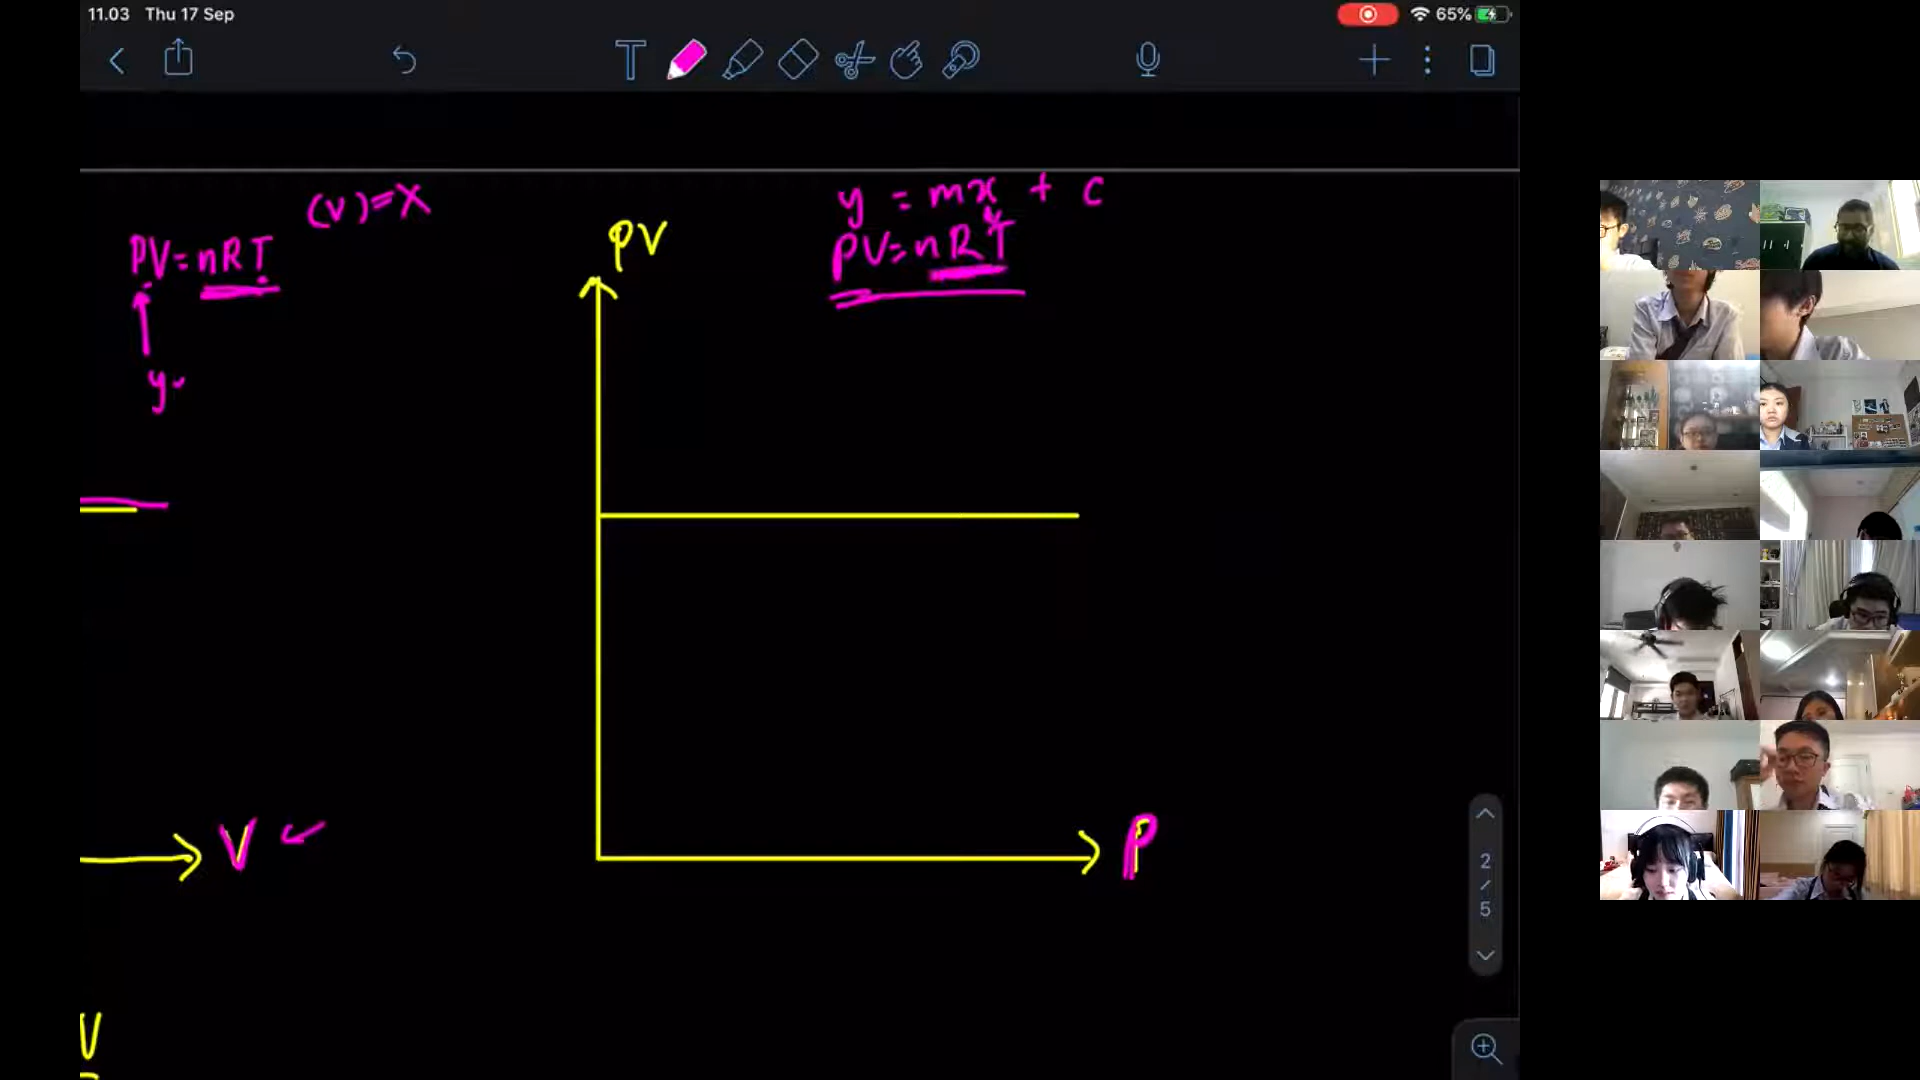 11.03 Thu 17 Sep
65%
T
(V)=X
PV=nRT
y
PV
y = mx + c
PV=nRT
V
P
2
/
5
V